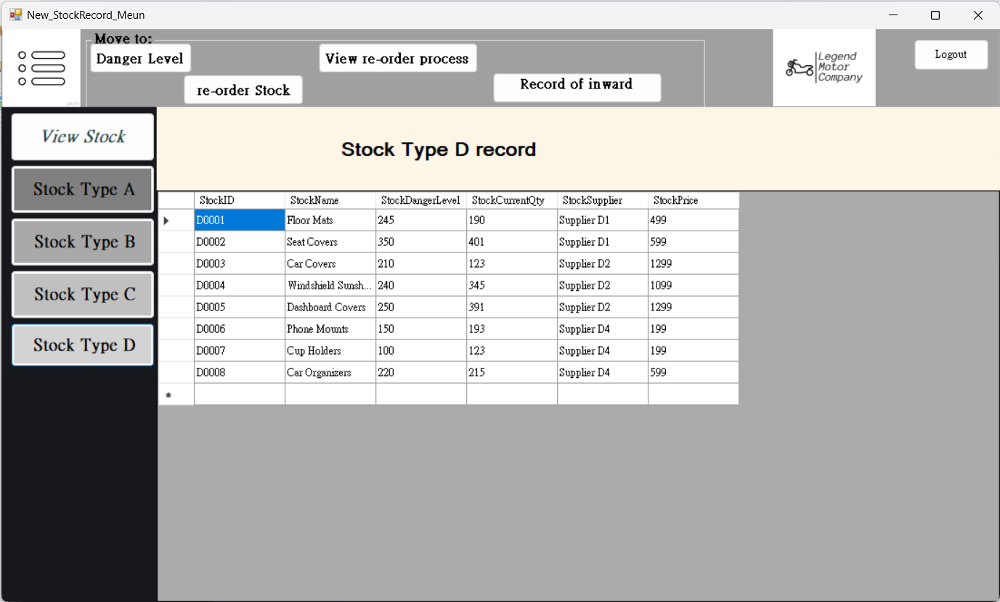 New_StockRecord_Meun
Move to:
Danger Level
View re-order process
re-order Stock
Record of inward
Legend
Motor
Company
Logout
View Stock
Stock Type A
Stock Type B
Stock Type C
Stock Type D
Stock Type D record
StockID StockName StockDangerLevel StockCurrentQty StockSupplier StockPrice
D0001 Floor Mats 245 190 Supplier D1 499
D0002 Seat Covers 350 401 Supplier D1 599
D0003 Car Covers 210 123 Supplier D2 1299
D0004 Windshield Sunsh... 240 345 Supplier D2 1099
D0005 Dashboard Covers 250 391 Supplier D2 1299
D0006 Phone Mounts 150 193 Supplier D4 199
D0007 Cup Holders 100 123 Supplier D4 199
D0008 Car Organizers 220 215 Supplier D4 599